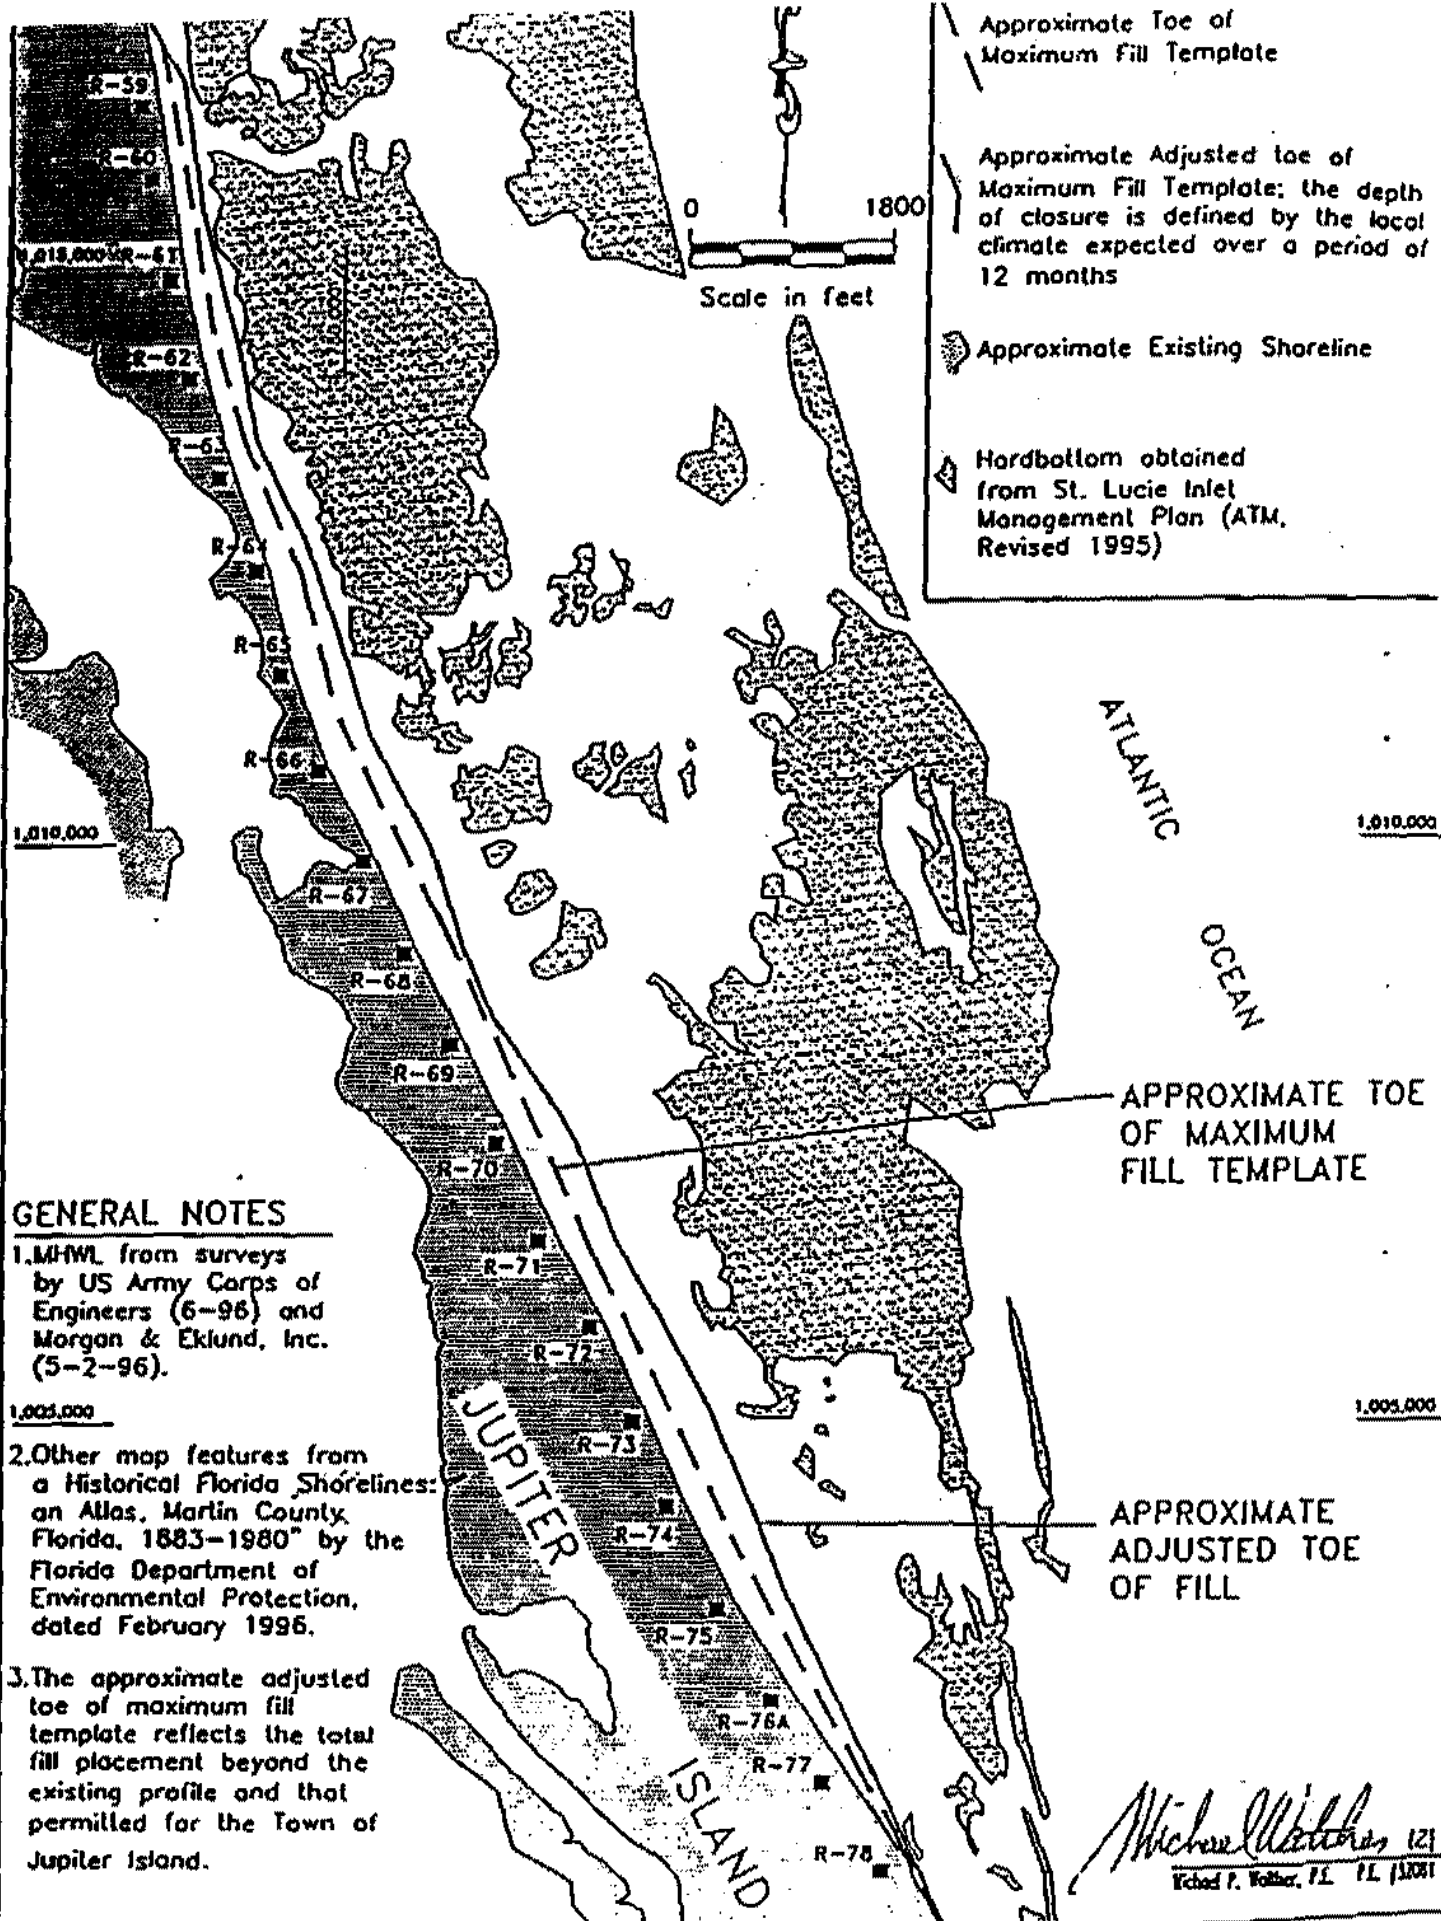 Approximate Toe of
Maximum Fill Template
Approximate Adjusted toe of
Maximum Fill Template; the depth
of closure is defined by the local
climate expected over a period of
12 months
Approximate Existing Shoreline
Hardbottom obtained
from St. Lucie Inlet
Management Plan (ATM,
Revised 1995)
0 1800
Scale in feet
R-59
R-60
R-61
R-62
R-63
R-64
R-65
R-66
1,010,000
1,010,000
R-67
R-68
R-69
R-70
R-71
R-72
R-73
R-74
R-75
R-76A
R-77
R-78
ATLANTIC
OCEAN
APPROXIMATE TOE
OF MAXIMUM
FILL TEMPLATE
APPROXIMATE
ADJUSTED TOE
OF FILL
JUPITER
ISLAND
GENERAL NOTES
1.MHWL from surveys
by US Army Corps of
Engineers (6-96) and
Morgan & Eklund, Inc.
(5-2-96).
1,005,000
1,005,000
2.Other map features from
a Historical Florida Shorelines:
an Atlas, Martin County,
Florida, 1883-1980" by the
Florida Department of
Environmental Protection,
dated February 1996.
3.The approximate adjusted
toe of maximum fill
template reflects the total
fill placement beyond the
existing profile and that
permitted for the Town of
Jupiter Island.
Michael P. Walther, P.E.